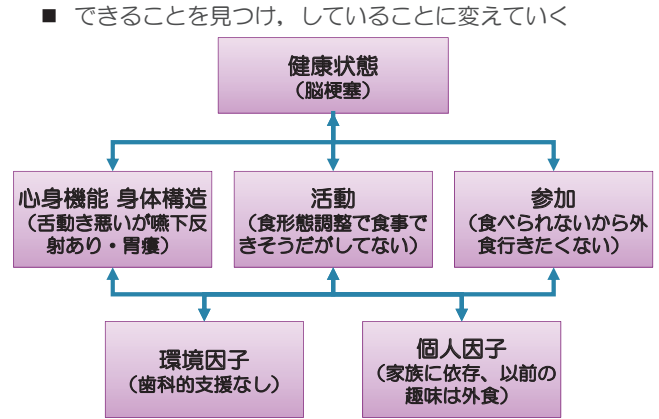 ■ できることを見つけ，していることに変えていく
健康状態
（脳梗塞）
心身機能 身体構造
（舌動き悪いが嚥下反
射あり・胃瘻）
活動
（食形態調整で食事で
きそうだがしてない）
参加
（食べられないから外
食行きたくない）
環境因子
（歯科的支援なし）
個人因子
（家族に依存、以前の
趣味は外食）